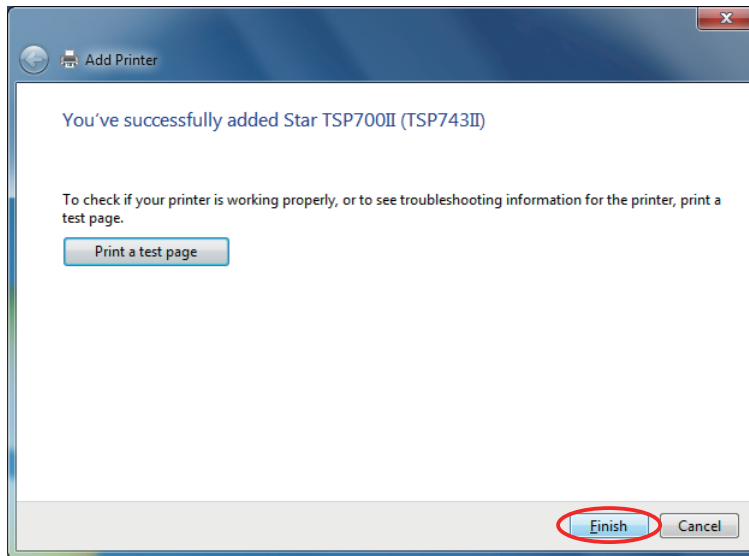 Add Printer
You've successfully added Star TSP700II (TSP743II)
To check if your printer is working properly, or to see troubleshooting information for the printer, print a
test page.
Print a test page
Finish Cancel